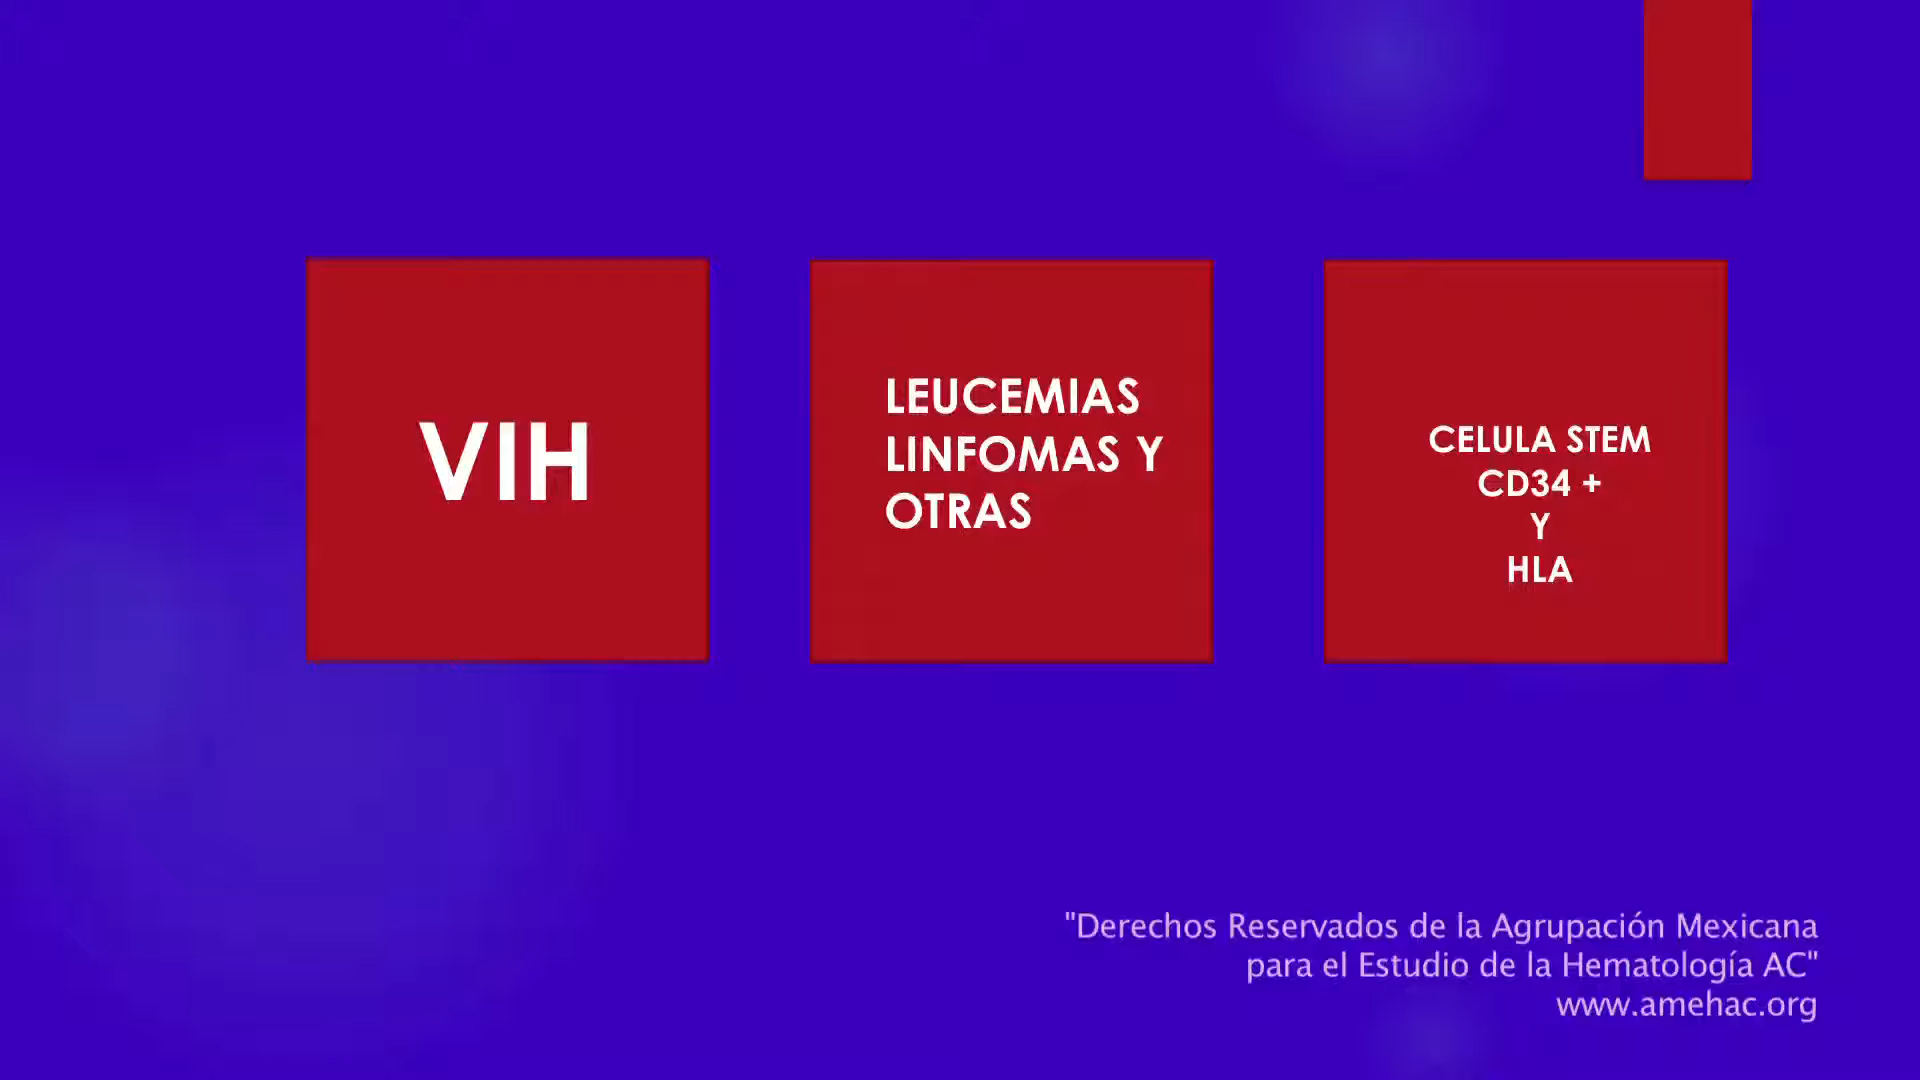 VIH
LEUCEMIAS
LINFOMAS Y
OTRAS
CELULA STEM
CD34 +
Y
HLA
"Derechos Reservados de la Agrupación Mexicana
para el Estudio de la Hematología AC"
www.amehac.org